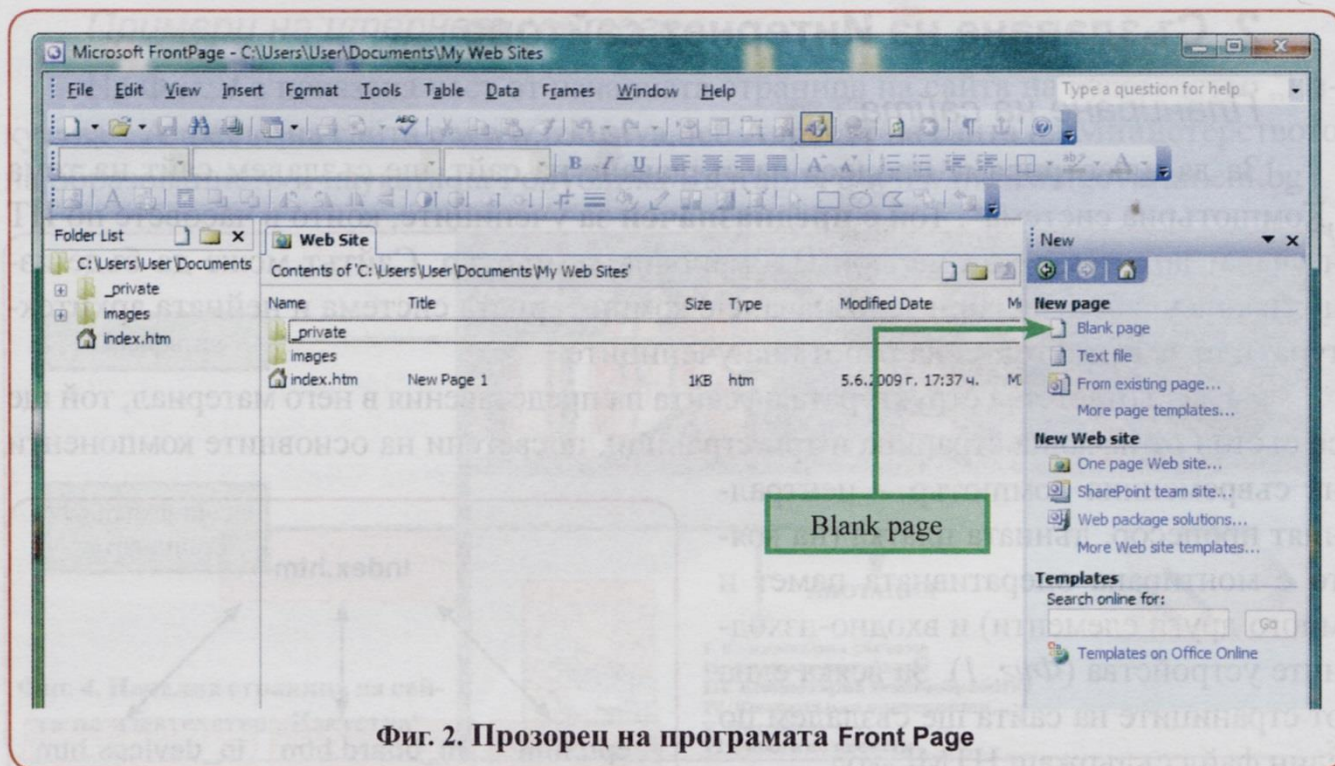 Microsoft FrontPage - C:\Users\User\Documents\My Web Sites
File Edit View Insert Format Tools Table Data Frames Window Help
Type a question for help
B I U
Folder List
C:\Users\User\Documents
_private
images
index.htm
Web Site
Contents of 'C:\Users\User\Documents\My Web Sites'
Name Title Size Type Modified Date
_private
images
index.htm New Page 1 1KB htm 5.6.2009 г. 17:37 ч.
New
New page
Blank page
Text file
From existing page...
More page templates...
New Web site
One page Web site...
SharePoint team site...
Web package solutions...
More Web site templates...
Templates
Search online for:
Go
Templates on Office Online
Blank page
Фиг. 2. Прозорец на програмата Front Page